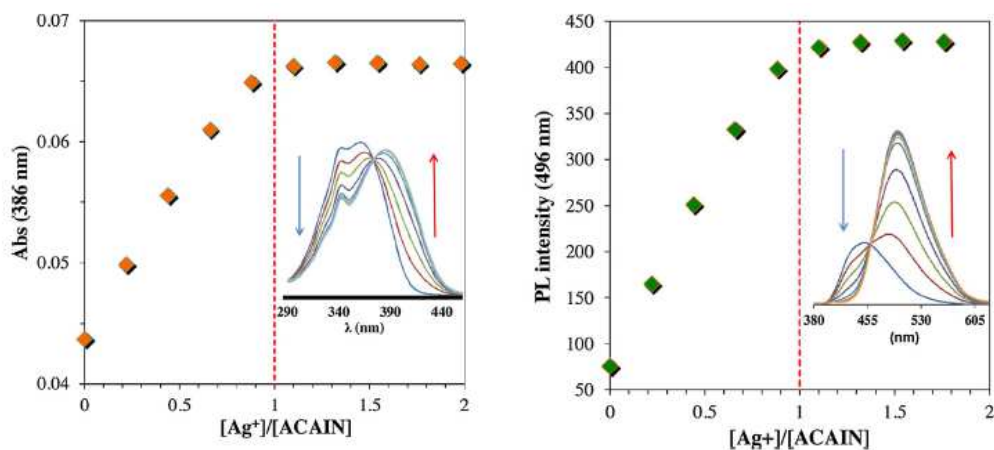 0.07
0.06
0.05
0.04
Abs (386 nm)
290 340 390 440
λ (nm)
0 0.5 1 1.5 2
[Ag⁺]/[ACAIN]
450
400
350
300
250
200
150
100
50
PL intensity (496 nm)
380 455 530 605
(nm)
0 0.5 1 1.5 2
[Ag+]/[ACAIN]